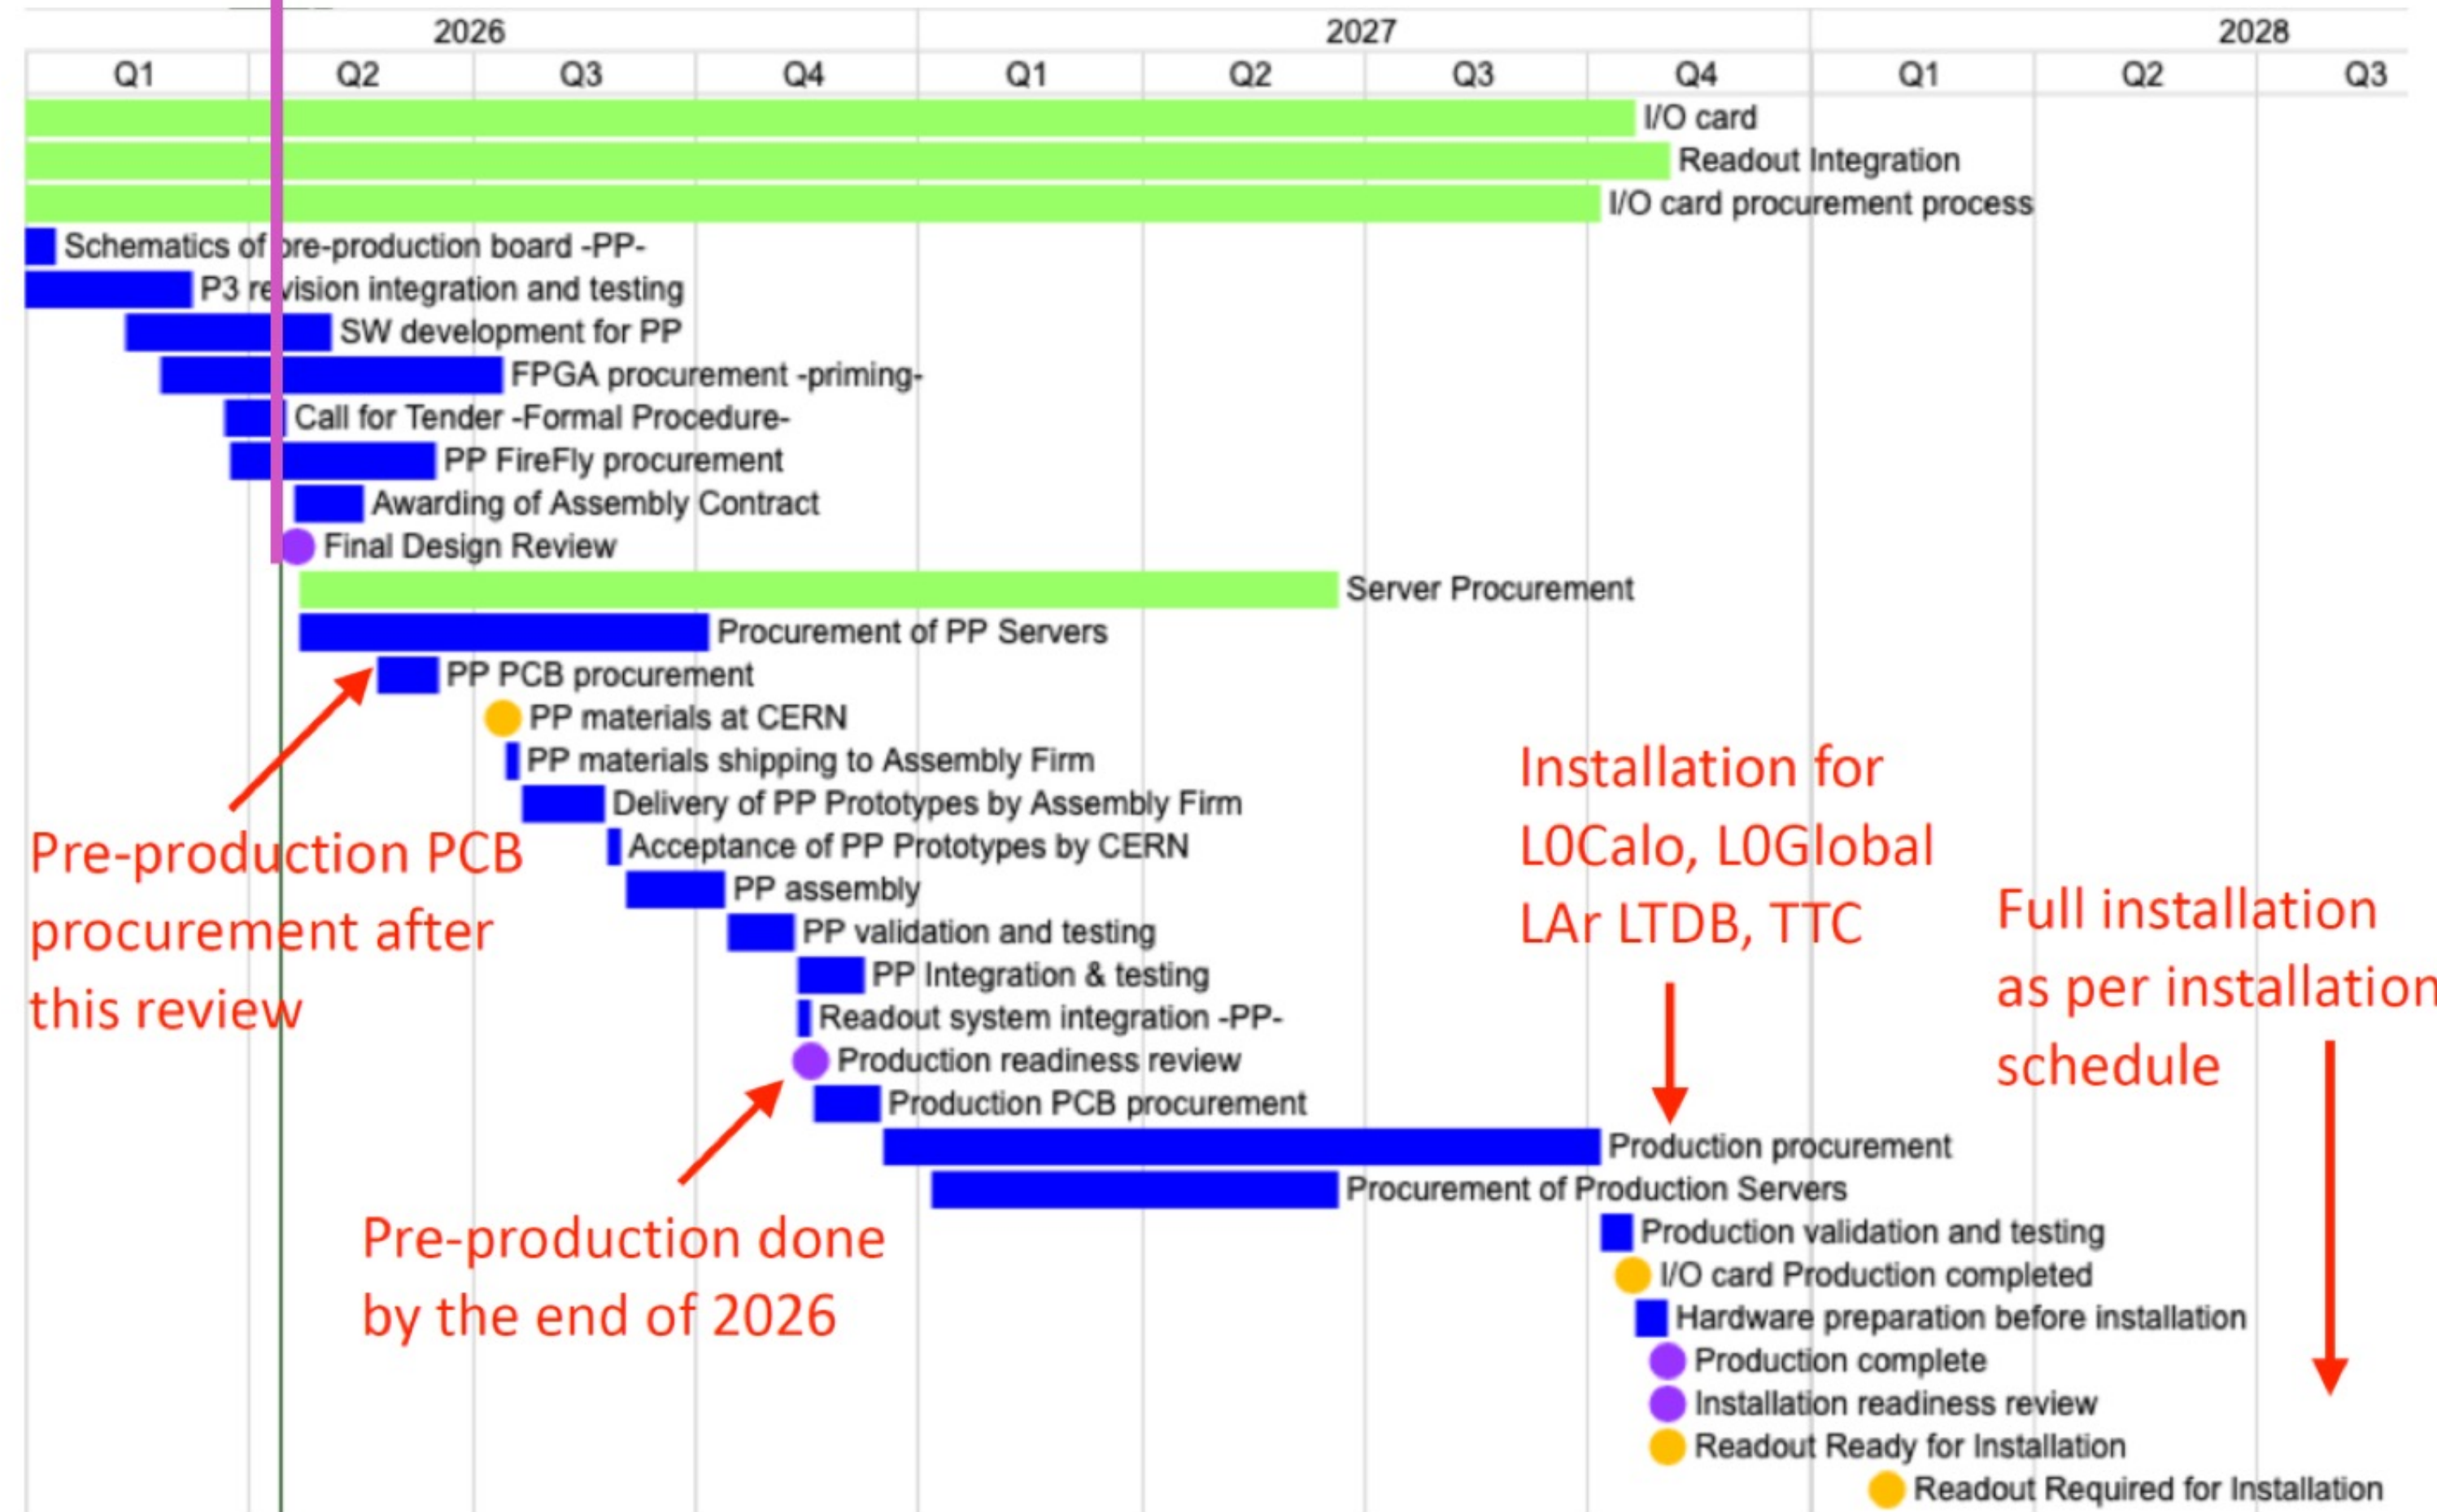 2026 2027 2028
Q1 Q2 Q3 Q4 Q1 Q2 Q3 Q4 Q1 Q2 Q3
I/O card
Readout Integration
I/O card procurement process
Schematics of pre-production board -PP-
P3 revision integration and testing
SW development for PP
FPGA procurement -priming-
Call for Tender -Formal Procedure-
PP FireFly procurement
Awarding of Assembly Contract
Final Design Review
Server Procurement
Procurement of PP Servers
PP PCB procurement
PP materials at CERN
PP materials shipping to Assembly Firm
Delivery of PP Prototypes by Assembly Firm
Acceptance of PP Prototypes by CERN
PP assembly
PP validation and testing
PP Integration & testing
Readout system integration -PP-
Production readiness review
Production PCB procurement
Production procurement
Procurement of Production Servers
Production validation and testing
I/O card Production completed
Hardware preparation before installation
Production complete
Installation readiness review
Readout Ready for Installation
Readout Required for Installation
Pre-production PCB
procurement after
this review
Pre-production done
by the end of 2026
Installation for
L0Calo, L0Global
LAr LTDB, TTC
Full installation
as per installation
schedule